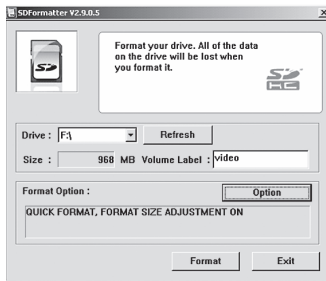 SDFormatter V2.9.0.5
Format your drive. All of the data
on the drive will be lost when
you format it.
SD
SD
HC
Drive : F:\ Refresh
Size : 968 MB Volume Label : video
Format Option : Option
QUICK FORMAT, FORMAT SIZE ADJUSTMENT ON
Format Exit